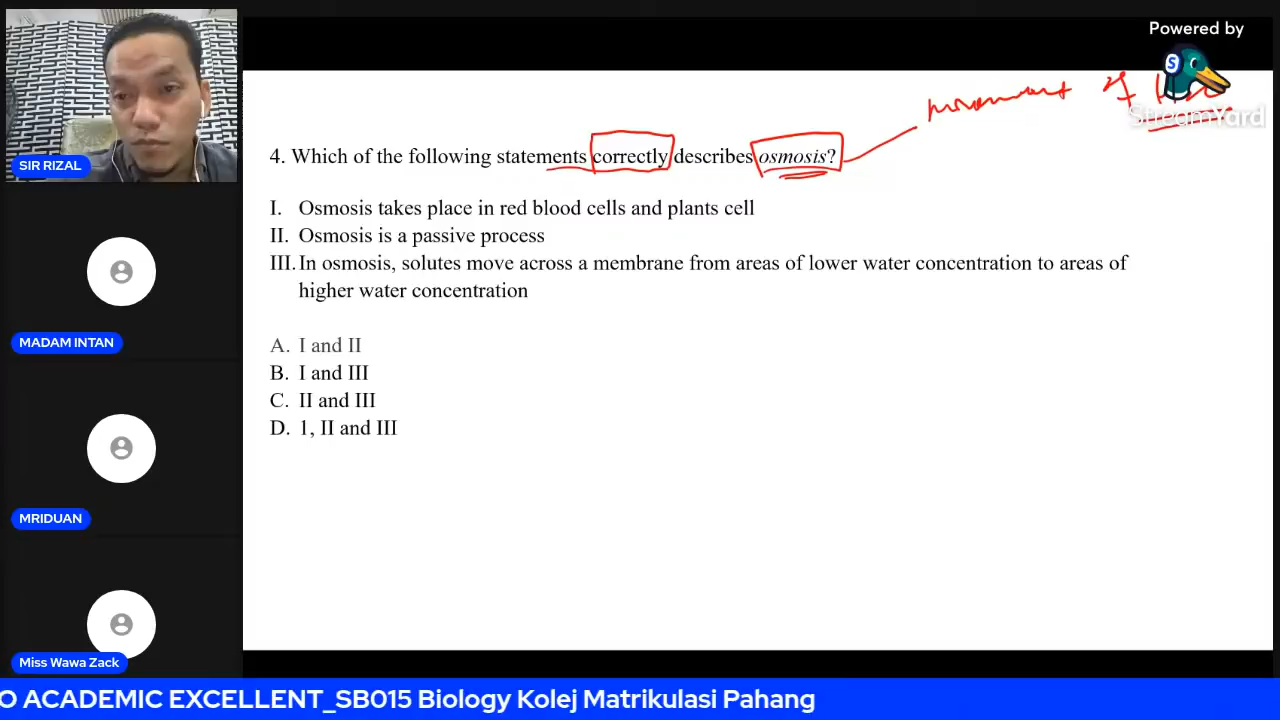 Powered by
StreamYard
movement of
SIR RIZAL
4. Which of the following statements correctly describes osmosis?
I. Osmosis takes place in red blood cells and plants cell
II. Osmosis is a passive process
III. In osmosis, solutes move across a membrane from areas of lower water concentration to areas of
higher water concentration
A. I and II
B. I and III
C. II and III
D. 1, II and III
MADAM INTAN
MRIDUAN
Miss Wawa Zack
O ACADEMIC EXCELLENT_SB015 Biology Kolej Matrikulasi Pahang